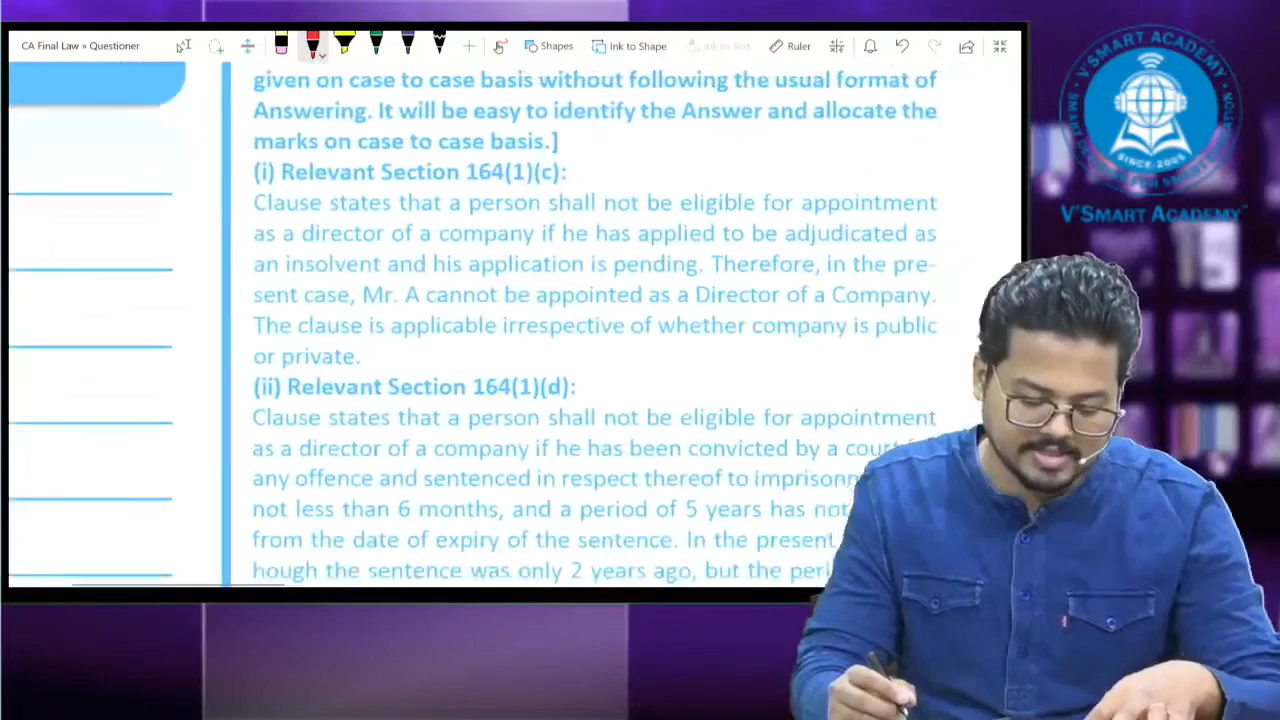 CA Final Law » Questioner
Shapes
Ink to Shape
Ink to Text
Ruler
given on case to case basis without following the usual format of
Answering. It will be easy to identify the Answer and allocate the
marks on case to case basis.]
(i) Relevant Section 164(1)(c):
Clause states that a person shall not be eligible for appointment
as a director of a company if he has applied to be adjudicated as
an insolvent and his application is pending. Therefore, in the pre-
sent case, Mr. A cannot be appointed as a Director of a Company.
The clause is applicable irrespective of whether company is public
or private.
(ii) Relevant Section 164(1)(d):
Clause states that a person shall not be eligible for appointment
as a director of a company if he has been convicted by a court
any offence and sentenced in respect thereof to
not less than 6 months, and a period of 5 years has not
from the date of expiry of the sentence. In the present
hough the sentence was only 2 years ago, but the
V'SMART ACADEMY
SINCE-2006
V'SMART ACADEMY